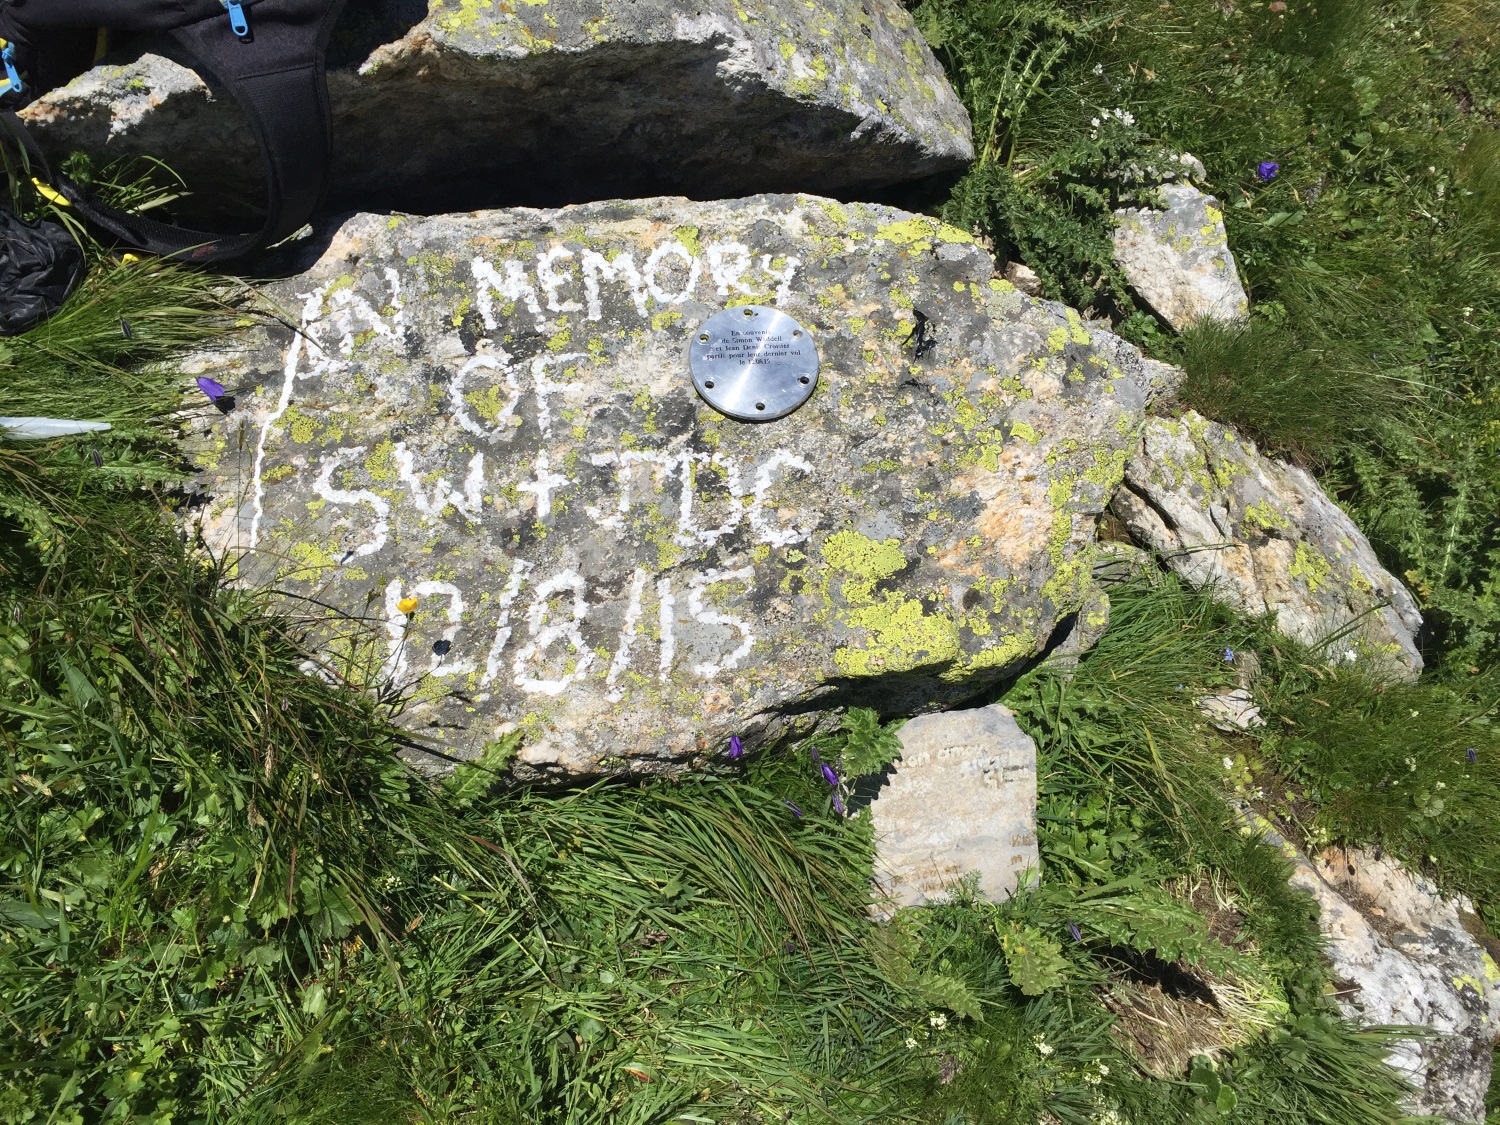 IN MEMORY
OF
SW + JDC
12/8/15
En souvenir
de Simon Waddell
et Jean Denis
partis pour leur dernier vol
le 12.08.15